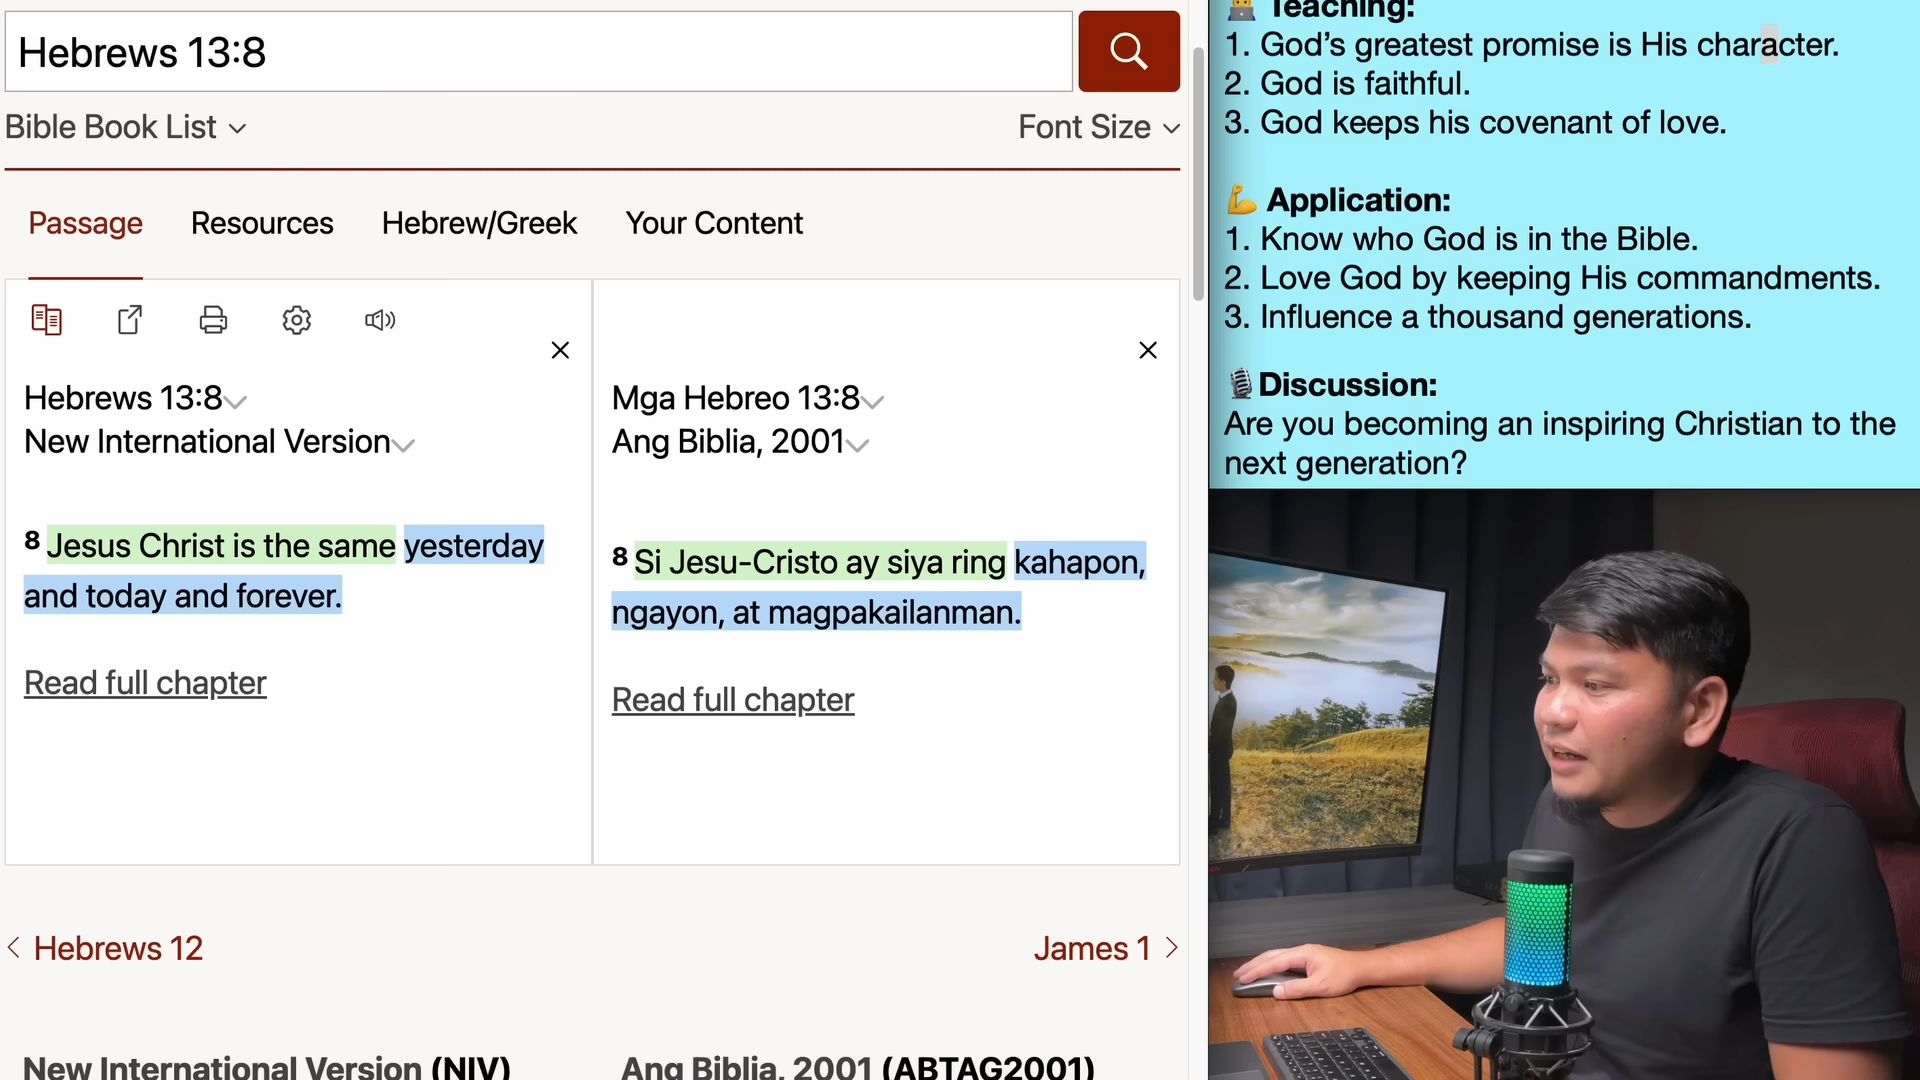 Hebrews 13:8
Bible Book List
Font Size
Passage
Resources
Hebrew/Greek
Your Content
Hebrews 13:8
New International Version
8 Jesus Christ is the same yesterday
and today and forever.
Read full chapter
Mga Hebreo 13:8
Ang Biblia, 2001
8 Si Jesu-Cristo ay siya ring kahapon,
ngayon, at magpakailanman.
Read full chapter
Hebrews 12
James 1
New International Version (NIV)
Ang Biblia, 2001 (ABTAG2001)
Teaching:
1. God’s greatest promise is His character.
2. God is faithful.
3. God keeps his covenant of love.
Application:
1. Know who God is in the Bible.
2. Love God by keeping His commandments.
3. Influence a thousand generations.
Discussion:
Are you becoming an inspiring Christian to the
next generation?